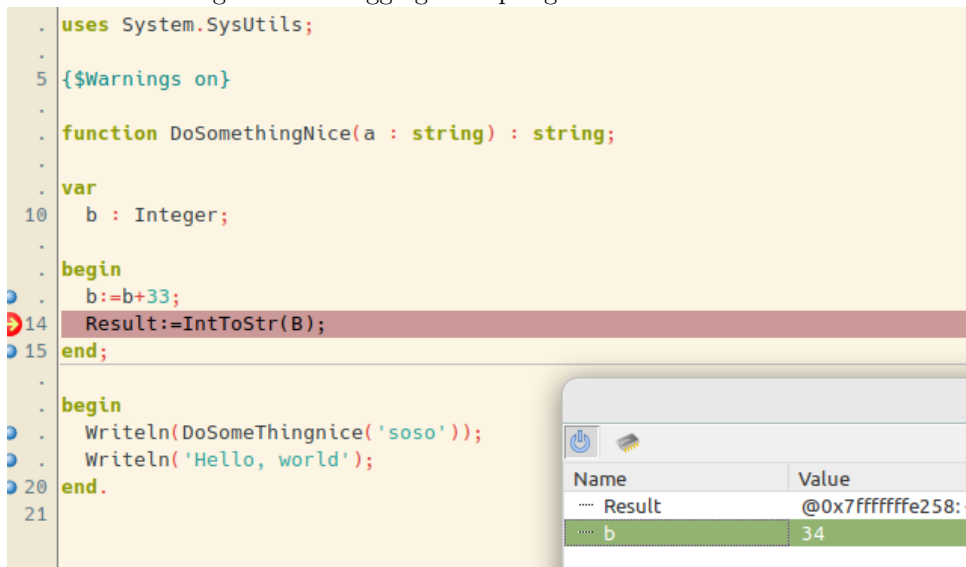 uses System.SysUtils;
.
5 {$Warnings on}
.
. function DoSomethingNice(a : string) : string;
.
. var
10 b : Integer;
.
. begin
. b:=b+33;
14 Result:=IntToStr(B);
15 end;
.
. begin
. Writeln(DoSomeThingnice('soso'));
. Writeln('Hello, world');
20 end.
21
Name Value
Result @0x7fffffffe258:
b 34